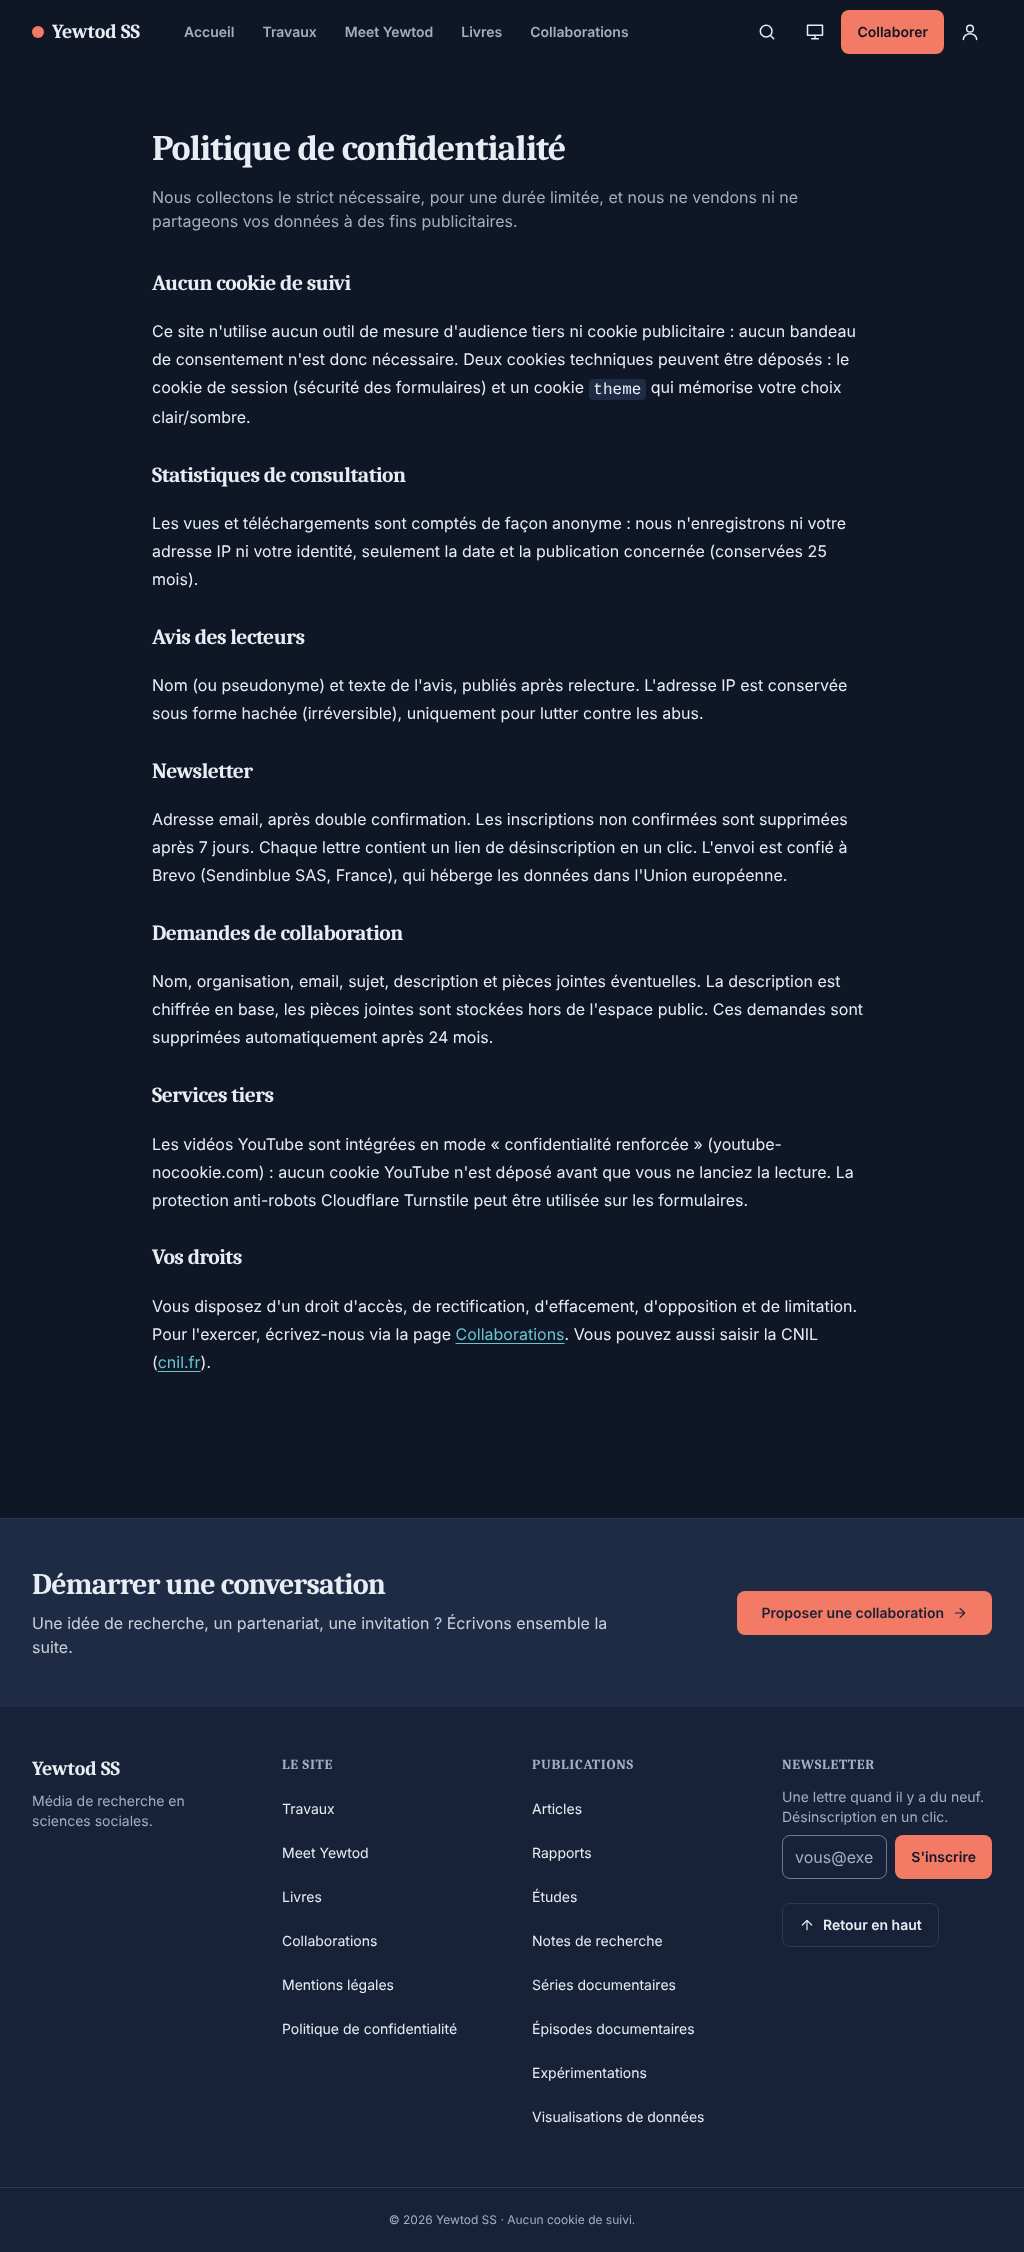 Yewtod SS
Accueil
Travaux
Meet Yewtod
Livres
Collaborations
Collaborer
Politique de confidentialité
Nous collectons le strict nécessaire, pour une durée limitée, et nous ne vendons ni ne
partageons vos données à des fins publicitaires.
Aucun cookie de suivi
Ce site n'utilise aucun outil de mesure d'audience tiers ni cookie publicitaire : aucun bandeau
de consentement n'est donc nécessaire. Deux cookies techniques peuvent être déposés : le
cookie de session (sécurité des formulaires) et un cookie theme qui mémorise votre choix
clair/sombre.
Statistiques de consultation
Les vues et téléchargements sont comptés de façon anonyme : nous n'enregistrons ni votre
adresse IP ni votre identité, seulement la date et la publication concernée (conservées 25
mois).
Avis des lecteurs
Nom (ou pseudonyme) et texte de l'avis, publiés après relecture. L'adresse IP est conservée
sous forme hachée (irréversible), uniquement pour lutter contre les abus.
Newsletter
Adresse email, après double confirmation. Les inscriptions non confirmées sont supprimées
après 7 jours. Chaque lettre contient un lien de désinscription en un clic. L'envoi est confié à
Brevo (Sendinblue SAS, France), qui héberge les données dans l'Union européenne.
Demandes de collaboration
Nom, organisation, email, sujet, description et pièces jointes éventuelles. La description est
chiffrée en base, les pièces jointes sont stockées hors de l'espace public. Ces demandes sont
supprimées automatiquement après 24 mois.
Services tiers
Les vidéos YouTube sont intégrées en mode « confidentialité renforcée » (youtube-
nocookie.com) : aucun cookie YouTube n'est déposé avant que vous ne lanciez la lecture. La
protection anti-robots Cloudflare Turnstile peut être utilisée sur les formulaires.
Vos droits
Vous disposez d'un droit d'accès, de rectification, d'effacement, d'opposition et de limitation.
Pour l'exercer, écrivez-nous via la page Collaborations. Vous pouvez aussi saisir la CNIL
(cnil.fr).
Démarrer une conversation
Une idée de recherche, un partenariat, une invitation ? Écrivons ensemble la
suite.
Proposer une collaboration
Yewtod SS
Média de recherche en
sciences sociales.
LE SITE
Travaux
Meet Yewtod
Livres
Collaborations
Mentions légales
Politique de confidentialité
PUBLICATIONS
Articles
Rapports
Études
Notes de recherche
Séries documentaires
Épisodes documentaires
Expérimentations
Visualisations de données
NEWSLETTER
Une lettre quand il y a du neuf.
Désinscription en un clic.
vous@exe
S'inscrire
Retour en haut
© 2026 Yewtod SS · Aucun cookie de suivi.